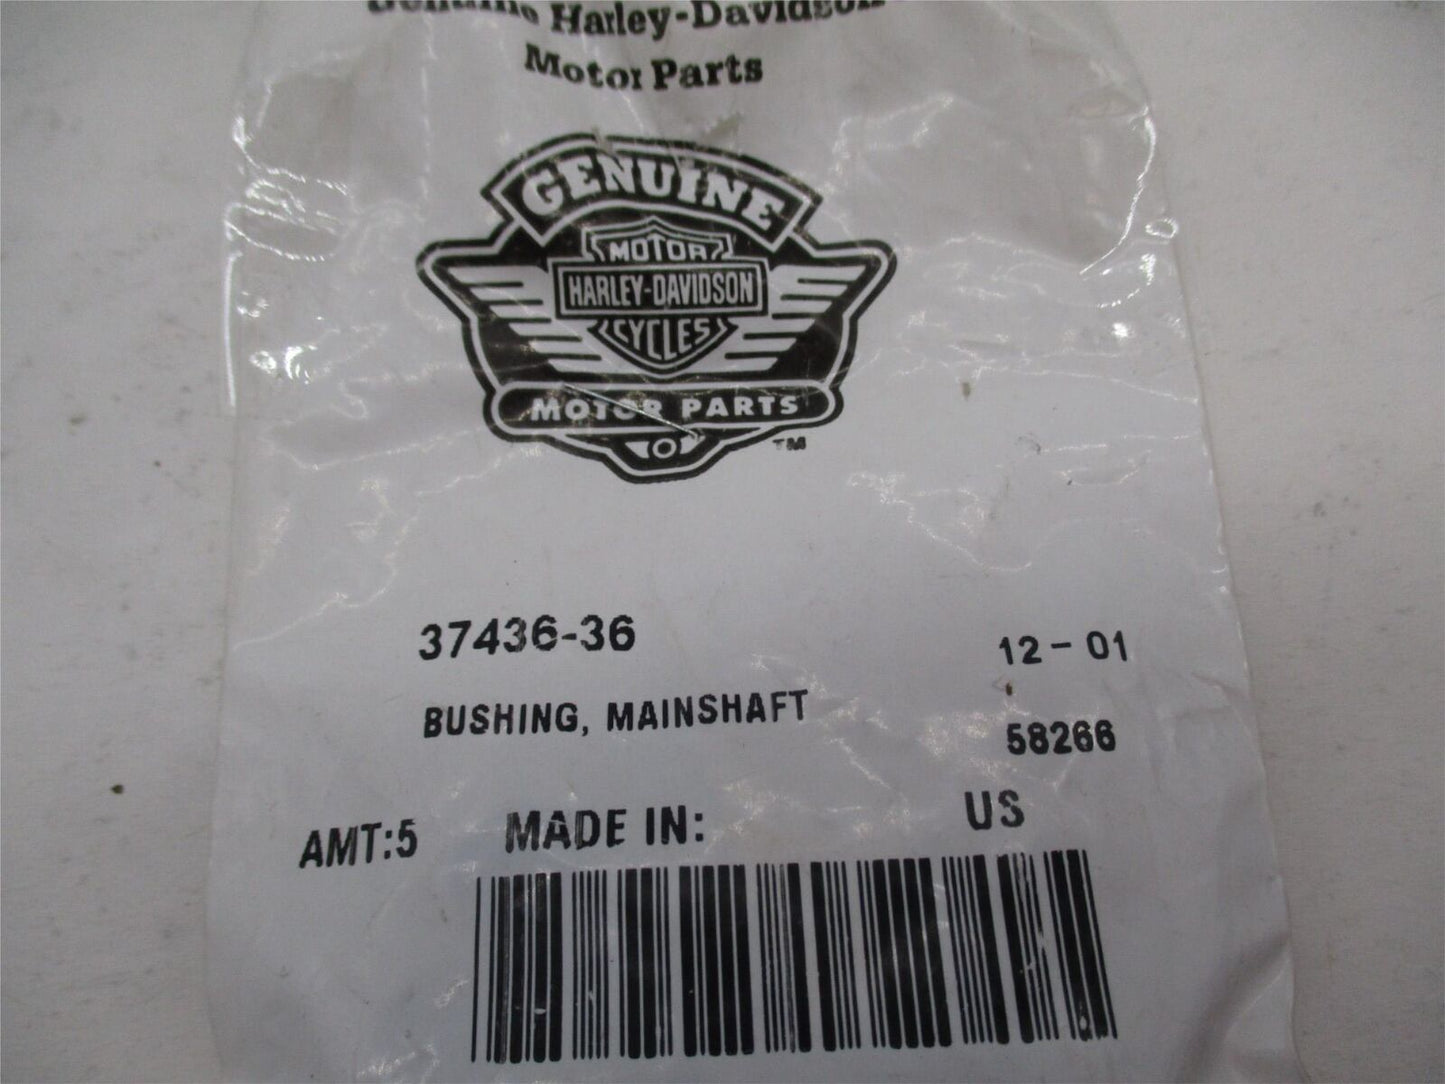 Genuine Harley-Davidson
Motor Parts
GENUINE
MOTOR
HARLEY-DAVIDSON
CYCLES
MOTOR PARTS
TM
37436-36
12-01
BUSHING, MAINSHAFT
58266
AMT:5 MADE IN: US